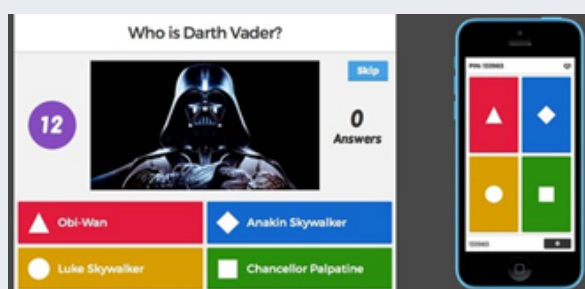 Who is Darth Vader?
Skip
12
0
Answers
Obi-Wan
Anakin Skywalker
Luke Skywalker
Chancellor Palpatine